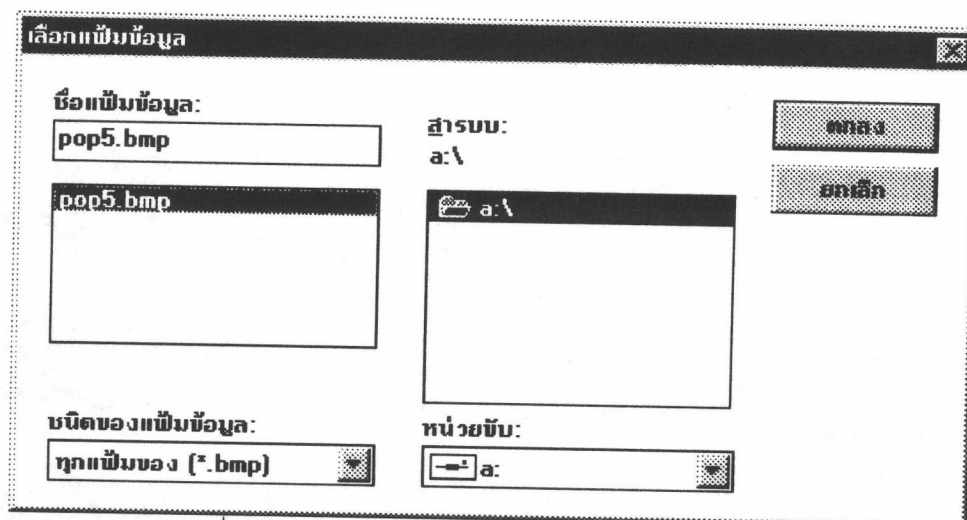 เลือกแฟ้มข้อมูล
ชื่อแฟ้มข้อมูล:
pop5.bmp
pop5.bmp
สารบบ:
a:\
a:\
ตกลง
ยกเลิก
ชนิดของแฟ้มข้อมูล:
ทุกแฟ้มของ (*.bmp)
หน่วยขับ:
a: